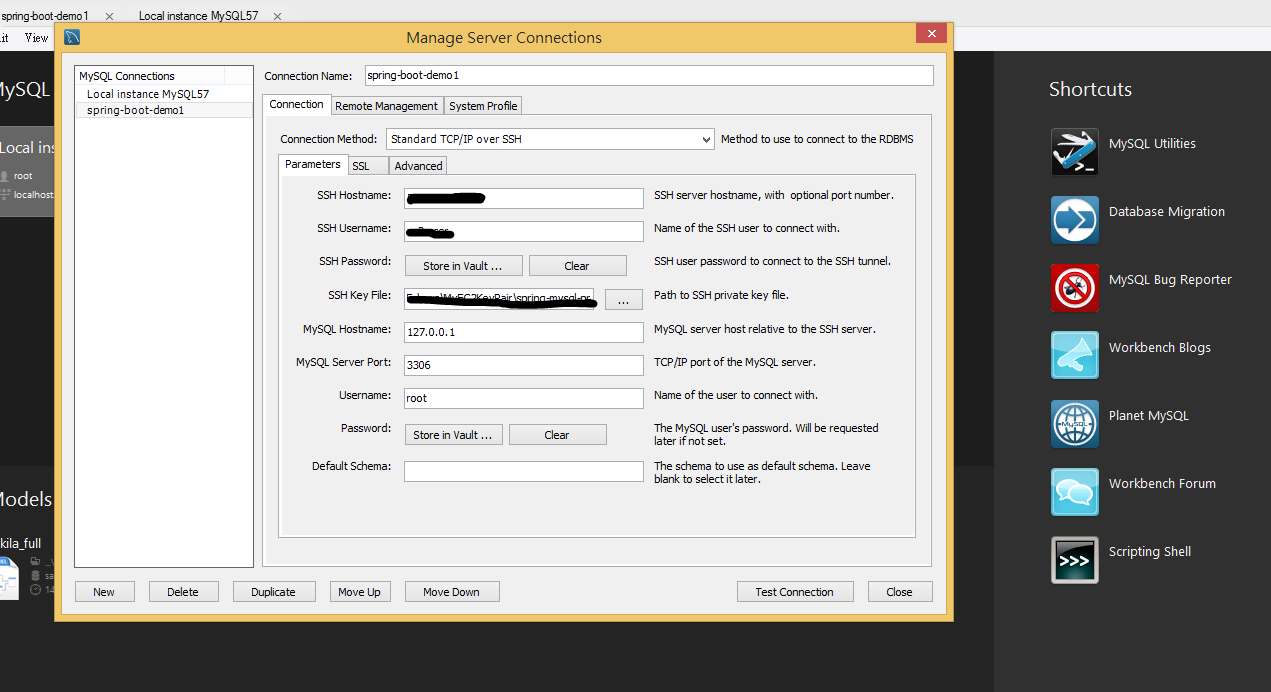 spring-boot-demo1
Local instance MySQL57
it View
Manage Server Connections
MySQL Connections
Local instance MySQL57
spring-boot-demo1
Connection Name: spring-boot-demo1
Connection Remote Management System Profile
Connection Method: Standard TCP/IP over SSH Method to use to connect to the RDBMS
Parameters SSL Advanced
SSH Hostname: SSH server hostname, with optional port number.
SSH Username: Name of the SSH user to connect with.
SSH Password: Store in Vault ... Clear SSH user password to connect to the SSH tunnel.
SSH Key File: ... Path to SSH private key file.
MySQL Hostname: 127.0.0.1 MySQL server host relative to the SSH server.
MySQL Server Port: 3306 TCP/IP port of the MySQL server.
Username: root Name of the user to connect with.
Password: Store in Vault ... Clear The MySQL user's password. Will be requested
later if not set.
Default Schema: The schema to use as default schema. Leave
blank to select it later.
New Delete Duplicate Move Up Move Down Test Connection Close
MySQL
Local ins
root
localhost
Models
kila_full
sa
14
Shortcuts
MySQL Utilities
Database Migration
MySQL Bug Reporter
Workbench Blogs
Planet MySQL
MySQL
Workbench Forum
Scripting Shell
>_
>>>